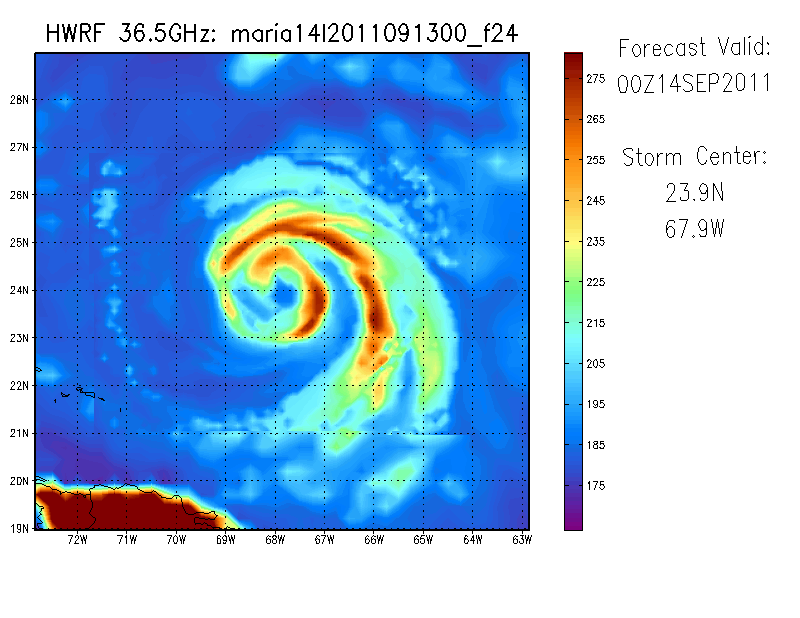 HWRF 36.5GHz: maria14l2011091300_f24
Forecast Valid:
00Z14SEP2011
Storm Center:
23.9N
67.9W
28N
27N
26N
25N
24N
23N
22N
21N
20N
19N
72W 71W 70W 69W 68W 67W 66W 65W 64W 63W
275
265
255
245
235
225
215
205
195
185
175